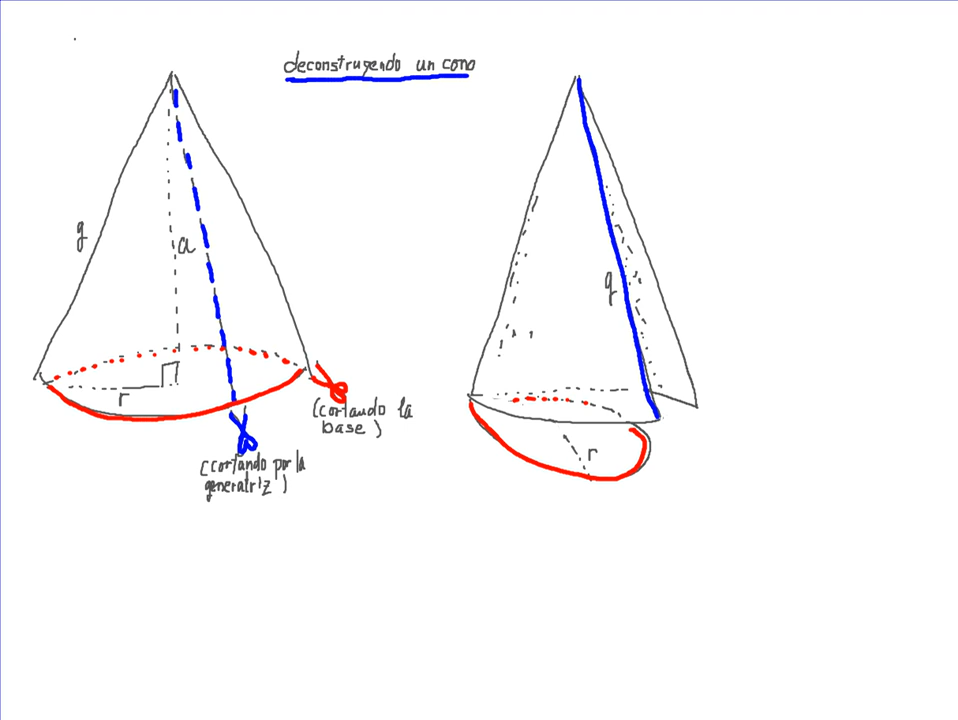 deconstruyendo un cono
g
a
r
(cortando la
base)
(cortando por la
generatriz)
g
r